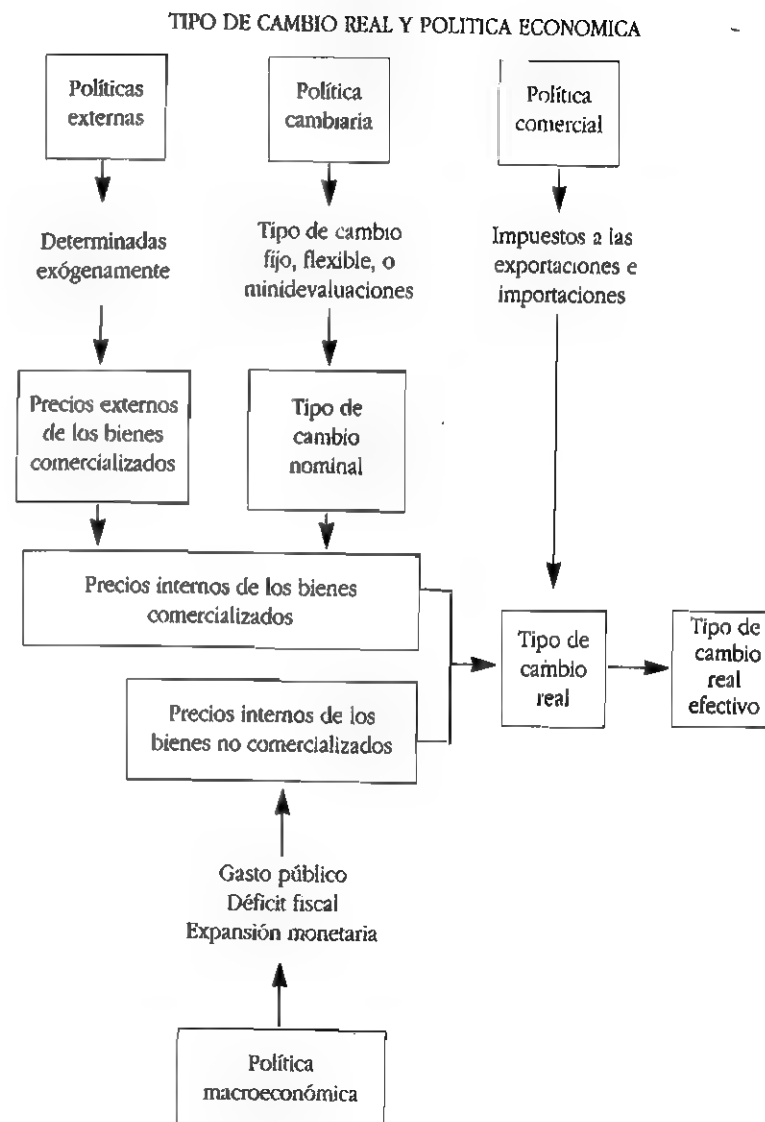 TIPO DE CAMBIO REAL Y POLITICA ECONOMICA
Políticas
externas
Política
cambiaria
Política
comercial
Determinadas
exógenamente
Tipo de cambio
fijo, flexible, o
minidevaluaciones
Impuestos a las
exportaciones e
importaciones
Precios externos
de los bienes
comercializados
Tipo de
cambio
nominal
Precios internos de los bienes
comercializados
Precios internos de los
bienes no comercializados
Tipo de
cambio
real
Tipo de
cambio
real
efectivo
Gasto público
Déficit fiscal
Expansión monetaria
Política
macroeconómica